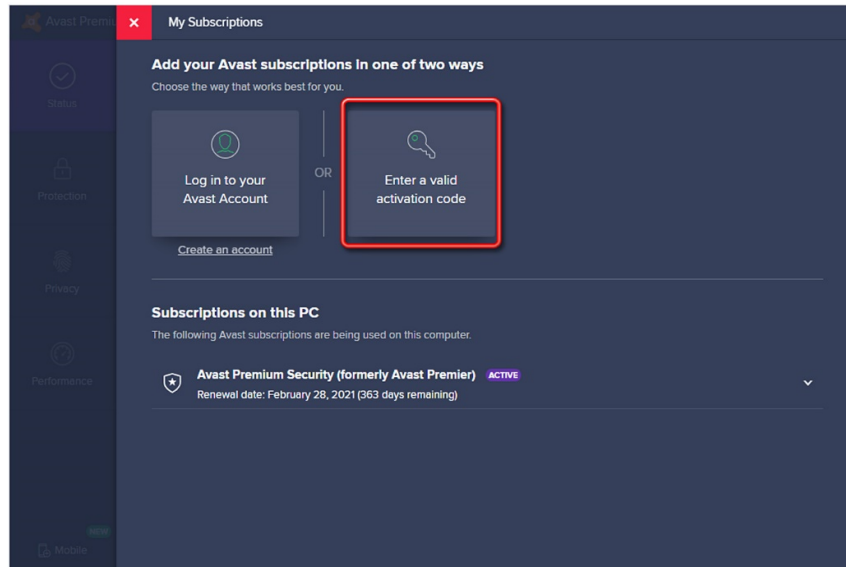 Avast Premiu
My Subscriptions
Status
Protection
Privacy
Performance
NEW
Mobile
Add your Avast subscriptions in one of two ways
Choose the way that works best for you.
Log in to your
Avast Account
OR
Enter a valid
activation code
Create an account
Subscriptions on this PC
The following Avast subscriptions are being used on this computer.
Avast Premium Security (formerly Avast Premier) ACTIVE
Renewal date: February 28, 2021 (363 days remaining)